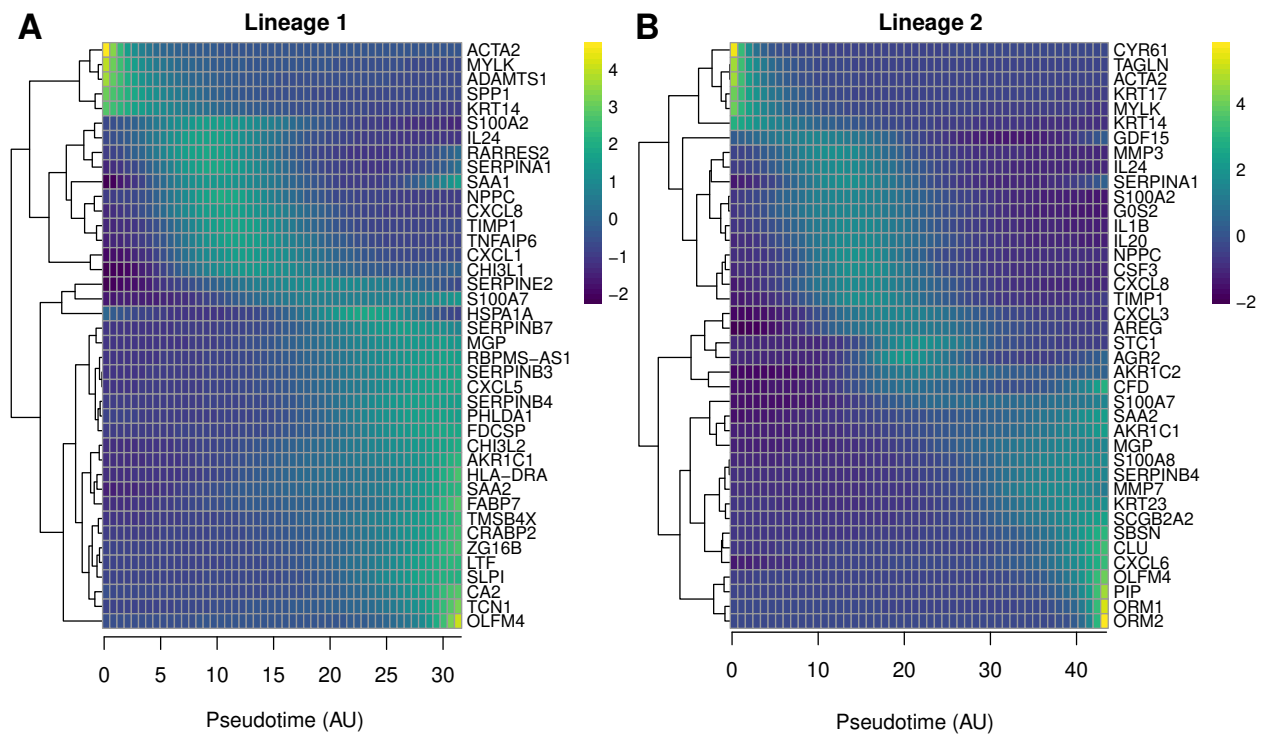 A
Lineage 1
ACTA2
MYLK
ADAMTS1
SPP1
KRT14
S100A2
IL24
RARRES2
SERPINA1
SAA1
NPPC
CXCL8
TIMP1
TNFAIP6
CXCL1
CHI3L1
SERPINE2
S100A7
HSPA1A
SERPINB7
MGP
RBPMS−AS1
SERPINB3
CXCL5
SERPINB4
PHLDA1
FDCSP
CHI3L2
AKR1C1
HLA−DRA
SAA2
FABP7
TMSB4X
CRABP2
ZG16B
LTF
SLPI
CA2
TCN1
OLFM4
4
3
2
1
0
−1
−2
0 5 10 15 20 25 30
Pseudotime (AU)
B
Lineage 2
CYR61
TAGLN
ACTA2
KRT17
MYLK
KRT14
GDF15
MMP3
IL24
SERPINA1
S100A2
G0S2
IL1B
IL20
NPPC
CSF3
CXCL8
TIMP1
CXCL3
AREG
STC1
AGR2
AKR1C2
CFD
S100A7
SAA2
AKR1C1
MGP
S100A8
SERPINB4
MMP7
KRT23
SCGB2A2
SBSN
CLU
CXCL6
OLFM4
PIP
ORM1
ORM2
4
2
0
−2
0 10 20 30 40
Pseudotime (AU)